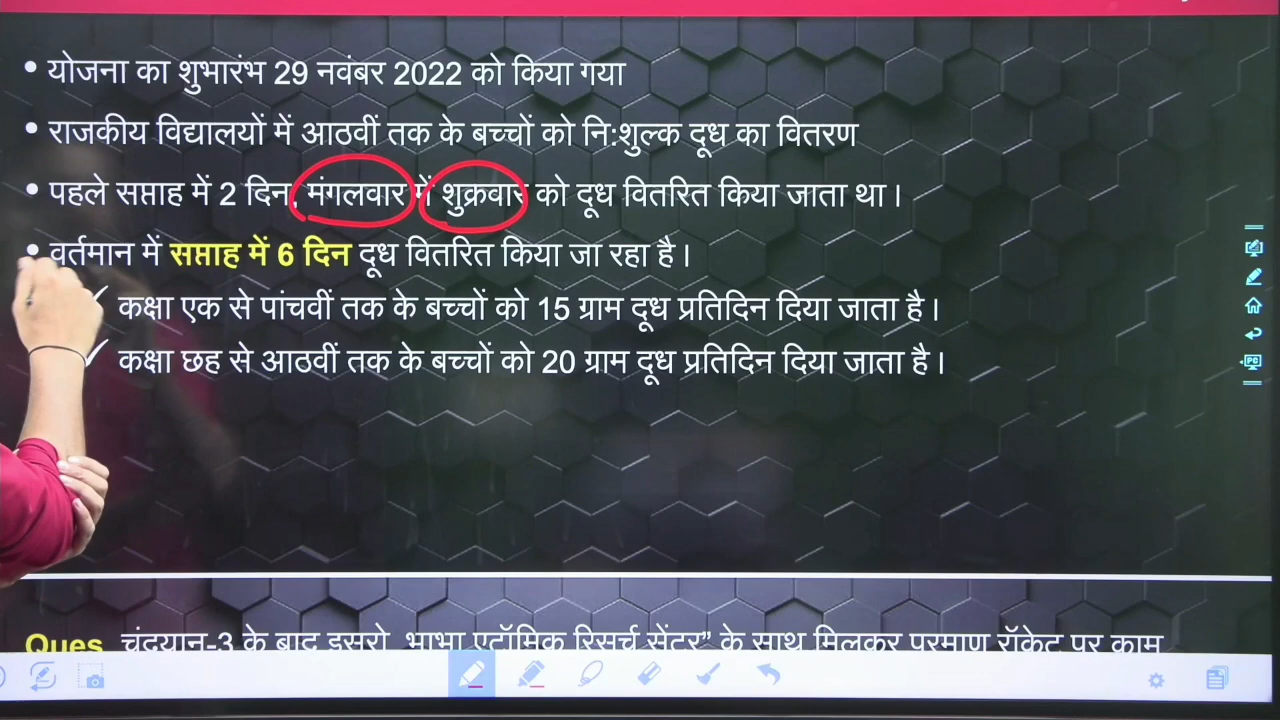 • योजना का शुभारंभ 29 नवंबर 2022 को किया गया
• राजकीय विद्यालयों में आठवीं तक के बच्चों को नि:शुल्क दूध का वितरण
• पहले सप्ताह में 2 दिन, मंगलवार में शुक्रवार को दूध वितरित किया जाता था।
• वर्तमान में सप्ताह में 6 दिन दूध वितरित किया जा रहा है।
✓ कक्षा एक से पांचवीं तक के बच्चों को 15 ग्राम दूध प्रतिदिन दिया जाता है।
✓ कक्षा छह से आठवीं तक के बच्चों को 20 ग्राम दूध प्रतिदिन दिया जाता है।
Ques चंद्रयान-3 के बाद इसरो, भाभा एटॉमिक रिसर्च सेंटर” के साथ मिलकर परमाणु रॉकेट पर काम
PC